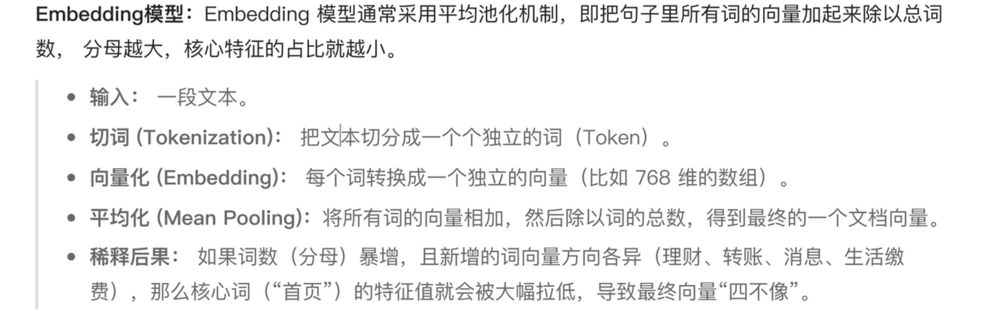 Embedding模型：Embedding 模型通常采用平均池化机制，即把句子里所有词的向量加起来除以总词
数， 分母越大，核心特征的占比就越小。
• 输入： 一段文本。
• 切词 (Tokenization)： 把文本切分成一个个独立的词（Token）。
• 向量化 (Embedding)： 每个词转换成一个独立的向量（比如 768 维的数组）。
• 平均化 (Mean Pooling)：将所有词的向量相加，然后除以词的总数，得到最终的一个文档向量。
• 稀释后果： 如果词数（分母）暴增，且新增的词向量方向各异（理财、转账、消息、生活缴
费），那么核心词（“首页”）的特征值就会被大幅拉低，导致最终向量“四不像”。